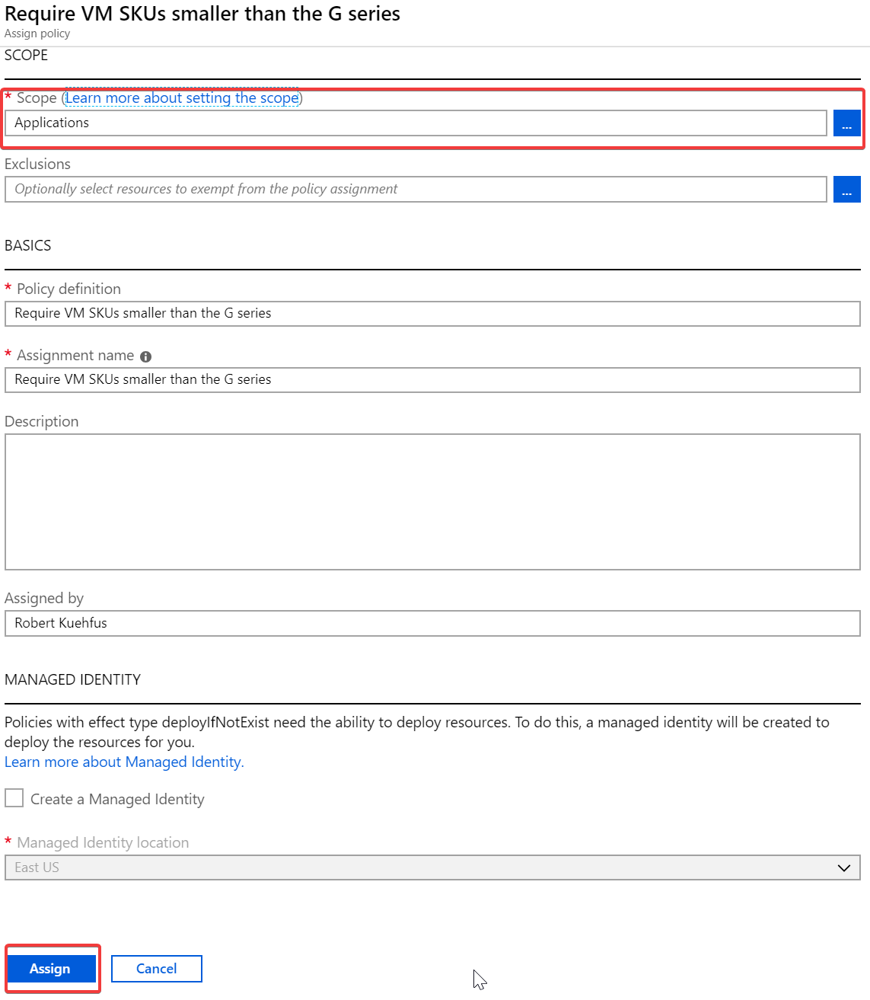 Require VM SKUs smaller than the G series
Assign policy
SCOPE
* Scope (Learn more about setting the scope)
Applications
...
Exclusions
Optionally select resources to exempt from the policy assignment
...
BASICS
* Policy definition
Require VM SKUs smaller than the G series
* Assignment name
Require VM SKUs smaller than the G series
Description
Assigned by
Robert Kuehfus
MANAGED IDENTITY
Policies with effect type deployIfNotExist need the ability to deploy resources. To do this, a managed identity will be created to
deploy the resources for you.
Learn more about Managed Identity.
Create a Managed Identity
* Managed Identity location
East US
Assign
Cancel